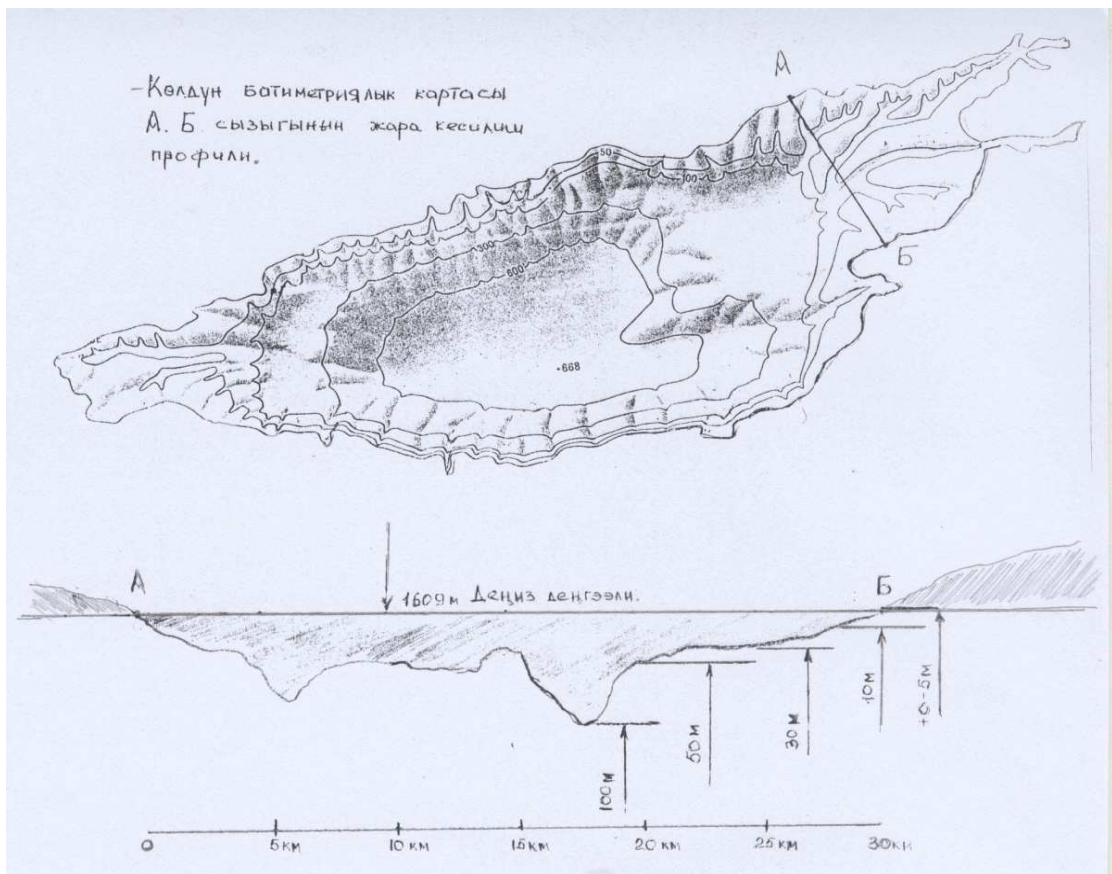 -Көлдүн батиметриялык картасы
А. Б сызыгынын жара кесилиш
профили.
А
Б
50
100
300
600
.668
А
1609м Деңиз деңгээли.
Б
100м
50м
30м
10м
+0-5м
0
5км
10км
15км
20км
25км
30км